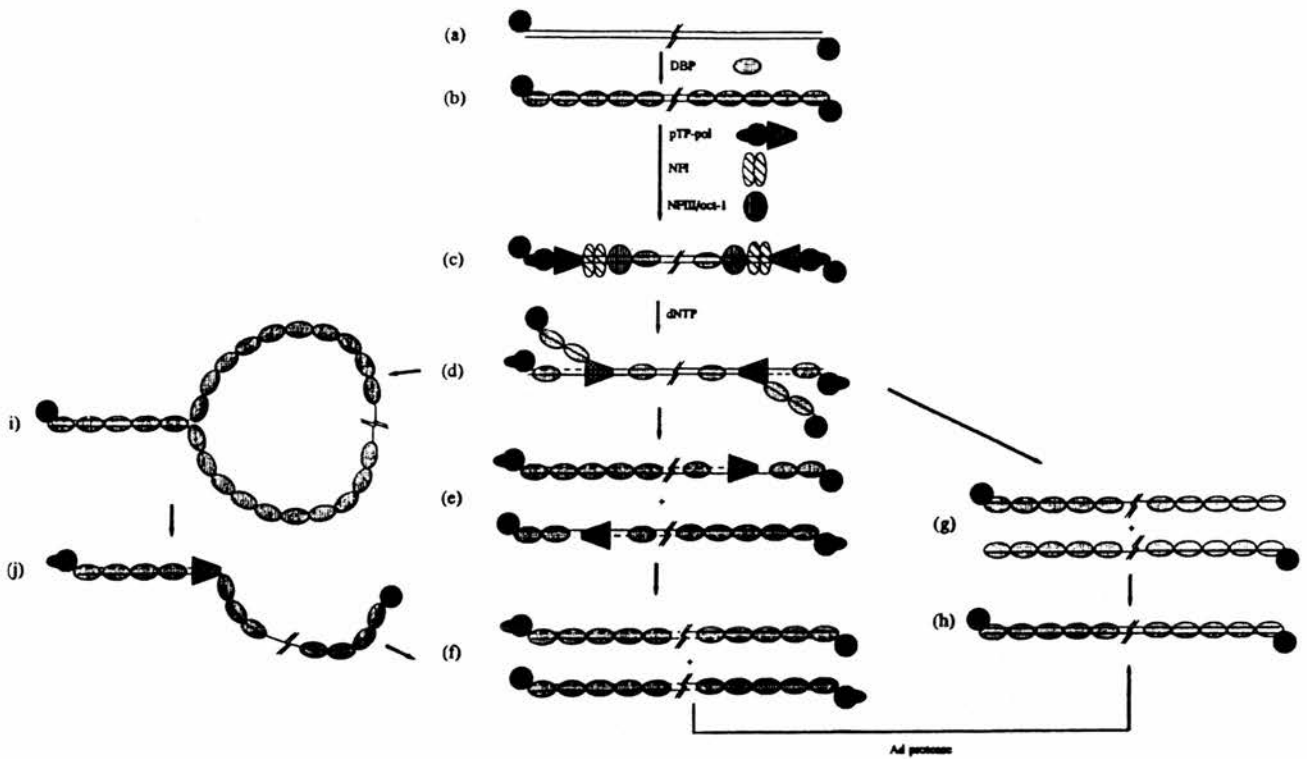 (a)
DBP
(b)
pTP-pol
NFI
NFIII/oct-1
(c)
dNTP
(d)
i)
(e)
(g)
(j)
(h)
(f)
Ad protease
+
+
+